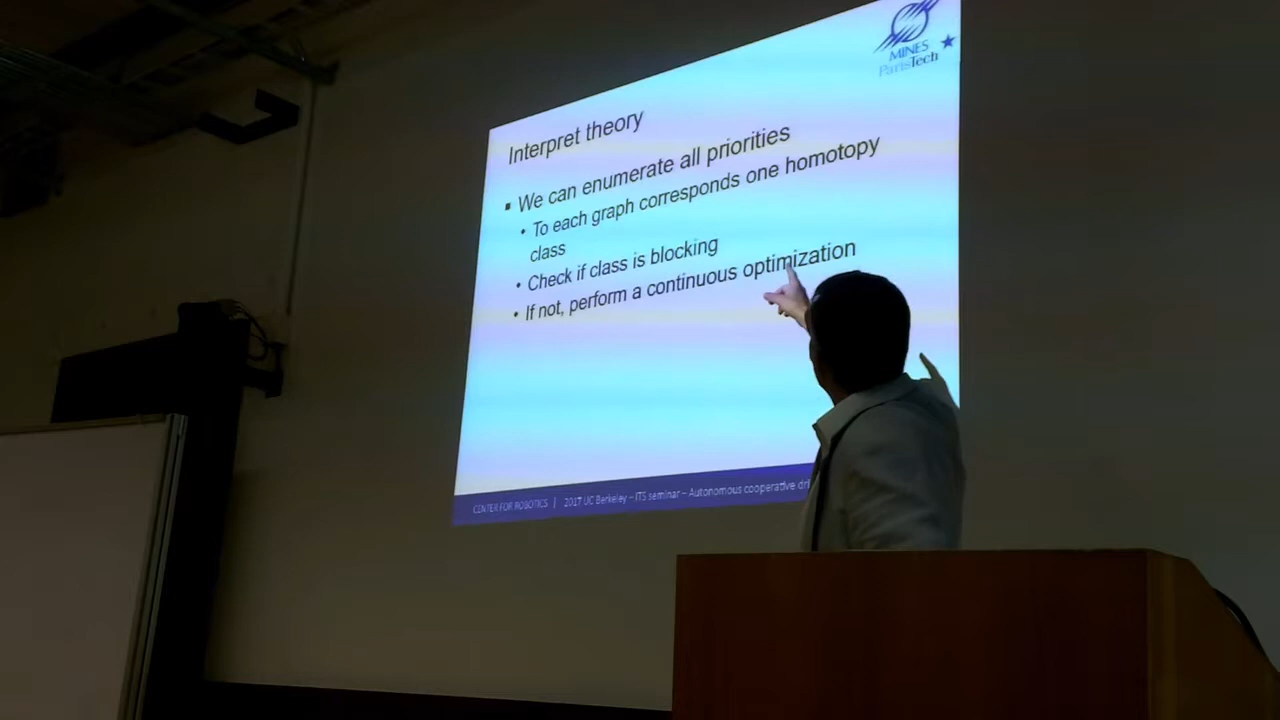 MINES
ParisTech
Interpret theory
▪ We can enumerate all priorities
• To each graph corresponds one homotopy
class
• Check if class is blocking
• If not, perform a continuous optimization
CENTER FOR ROBOTICS | 2017 UC Berkeley – ITS seminar – Autonomous cooperative dri